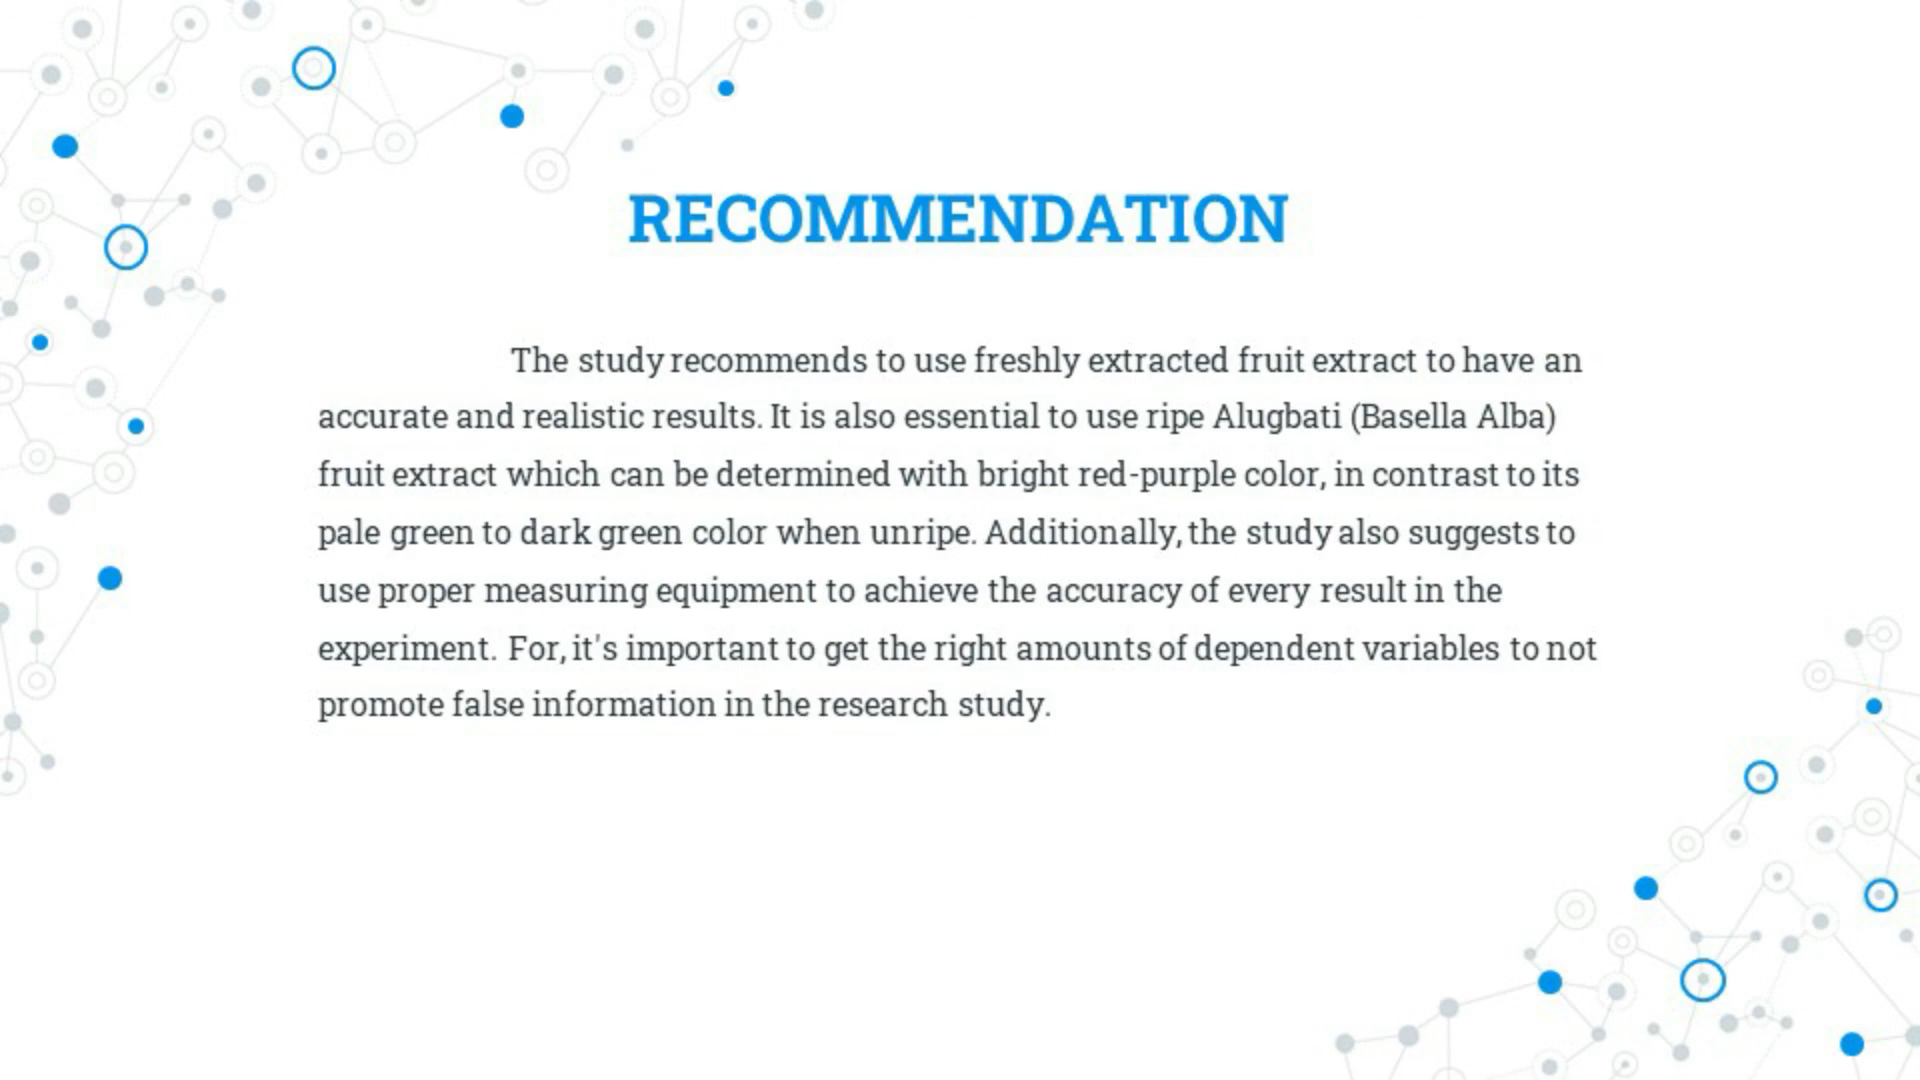 RECOMMENDATION
The study recommends to use freshly extracted fruit extract to have an
accurate and realistic results. It is also essential to use ripe Alugbati (Basella Alba)
fruit extract which can be determined with bright red-purple color, in contrast to its
pale green to dark green color when unripe. Additionally, the study also suggests to
use proper measuring equipment to achieve the accuracy of every result in the
experiment. For, it's important to get the right amounts of dependent variables to not
promote false information in the research study.